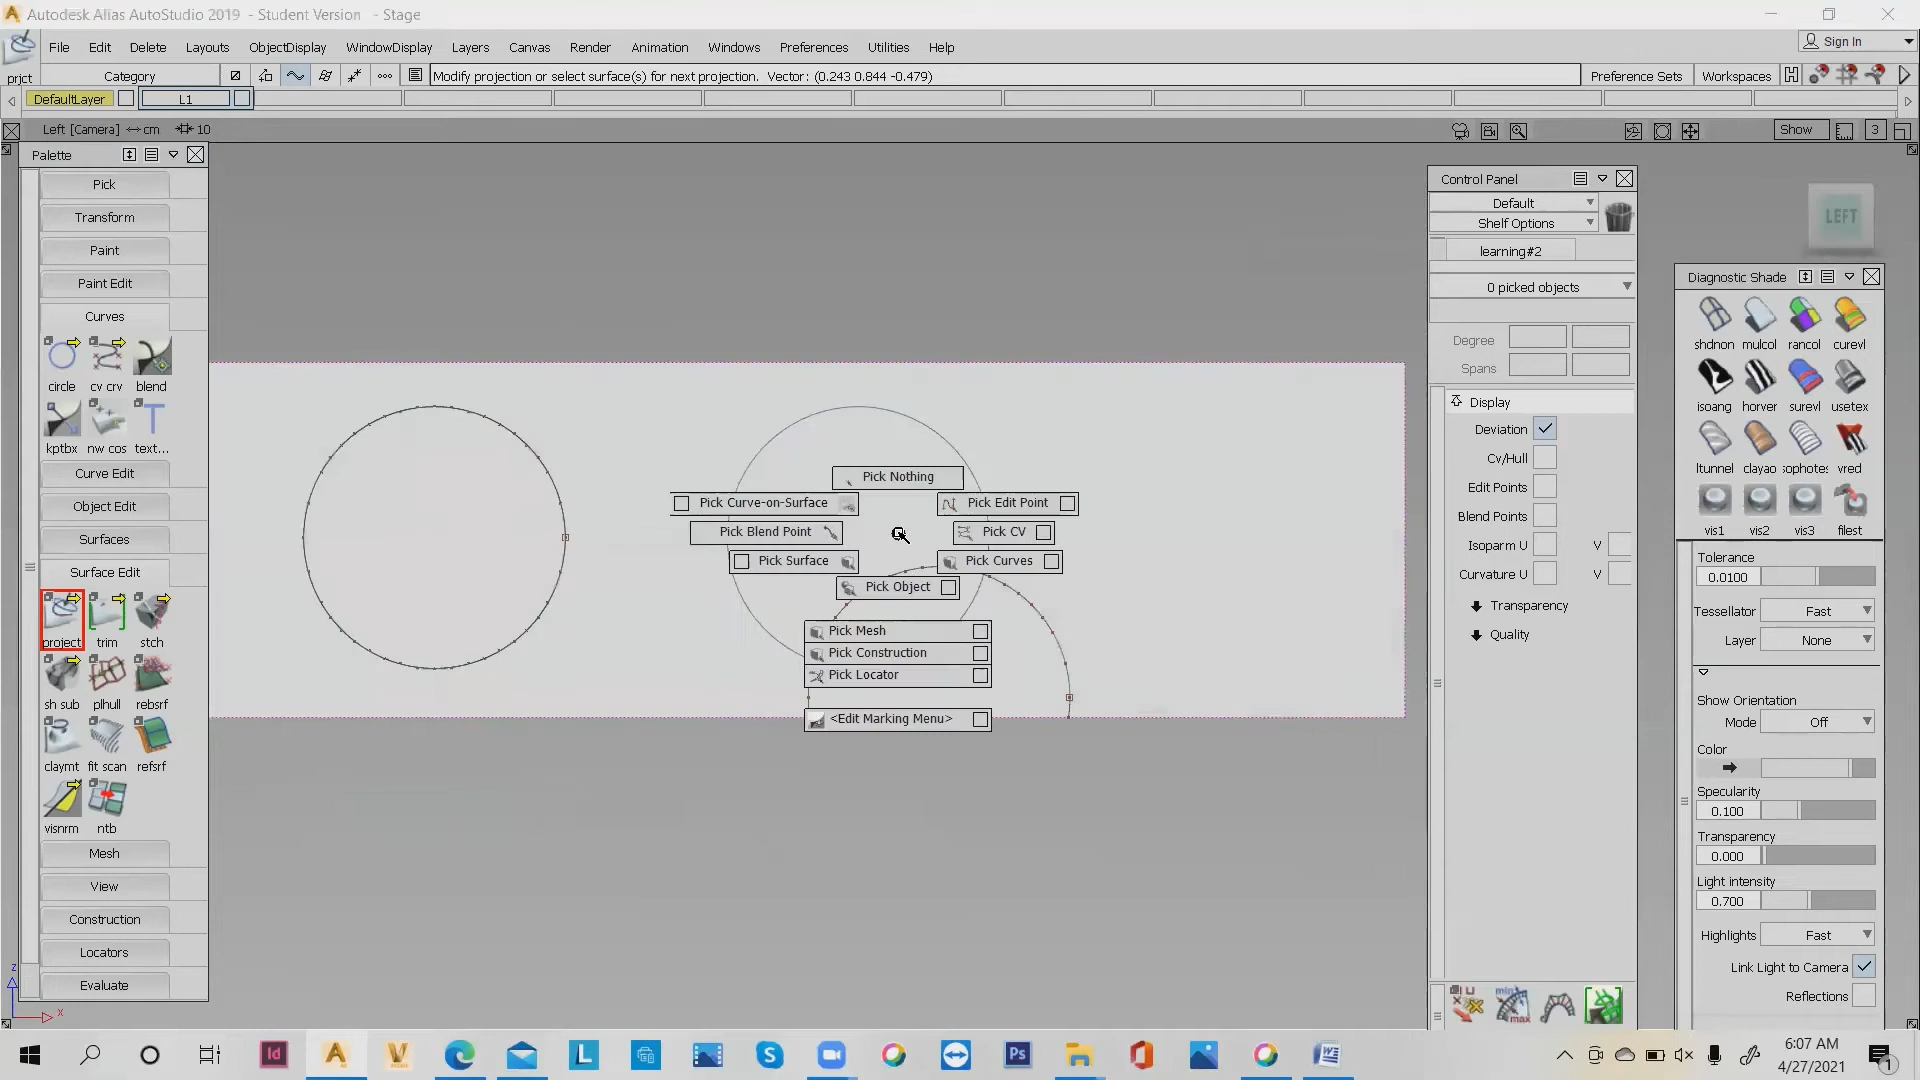 Autodesk Alias AutoStudio 2019 - Student Version - Stage
File Edit Delete Layouts ObjectDisplay WindowDisplay Layers Canvas Render Animation Windows Preferences Utilities Help
Sign In
prjct Category Modify projection or select surface(s) for next projection. Vector: (0.243 0.844 -0.479) Preference Sets Workspaces
DefaultLayer L1
Left [Camera] cm 10 Show 3
Palette
Pick
Transform
Paint
Paint Edit
Curves
circle cv crv blend
kptbx nw cos text...
Curve Edit
Object Edit
Surfaces
Surface Edit
project trim stch
sh sub plhull rebsrf
claymt fit scan refsrf
visnrm ntb
Mesh
View
Construction
Locators
Evaluate
z
x
Pick Nothing
Pick Curve-on-Surface Pick Edit Point
Pick Blend Point Pick CV
Pick Surface Pick Curves
Pick Object
Pick Mesh
Pick Construction
Pick Locator
<Edit Marking Menu>
Control Panel
Default
Shelf Options
learning#2
0 picked objects
Degree
Spans
Display
Deviation
Cv/Hull
Edit Points
Blend Points
Isoparm U V
Curvature U V
Transparency
Quality
min
max
LEFT
Diagnostic Shade
shdnon mulcol rancol curevl
isoang horver surevl usetex
ltunnel clayao sophotes vred
vis1 vis2 vis3 filest
Tolerance
0.0100
Tessellator Fast
Layer None
Show Orientation
Mode Off
Color
Specularity
0.100
Transparency
0.000
Light intensity
0.700
Highlights Fast
Link Light to Camera
Reflections
6:07 AM
4/27/2021
1